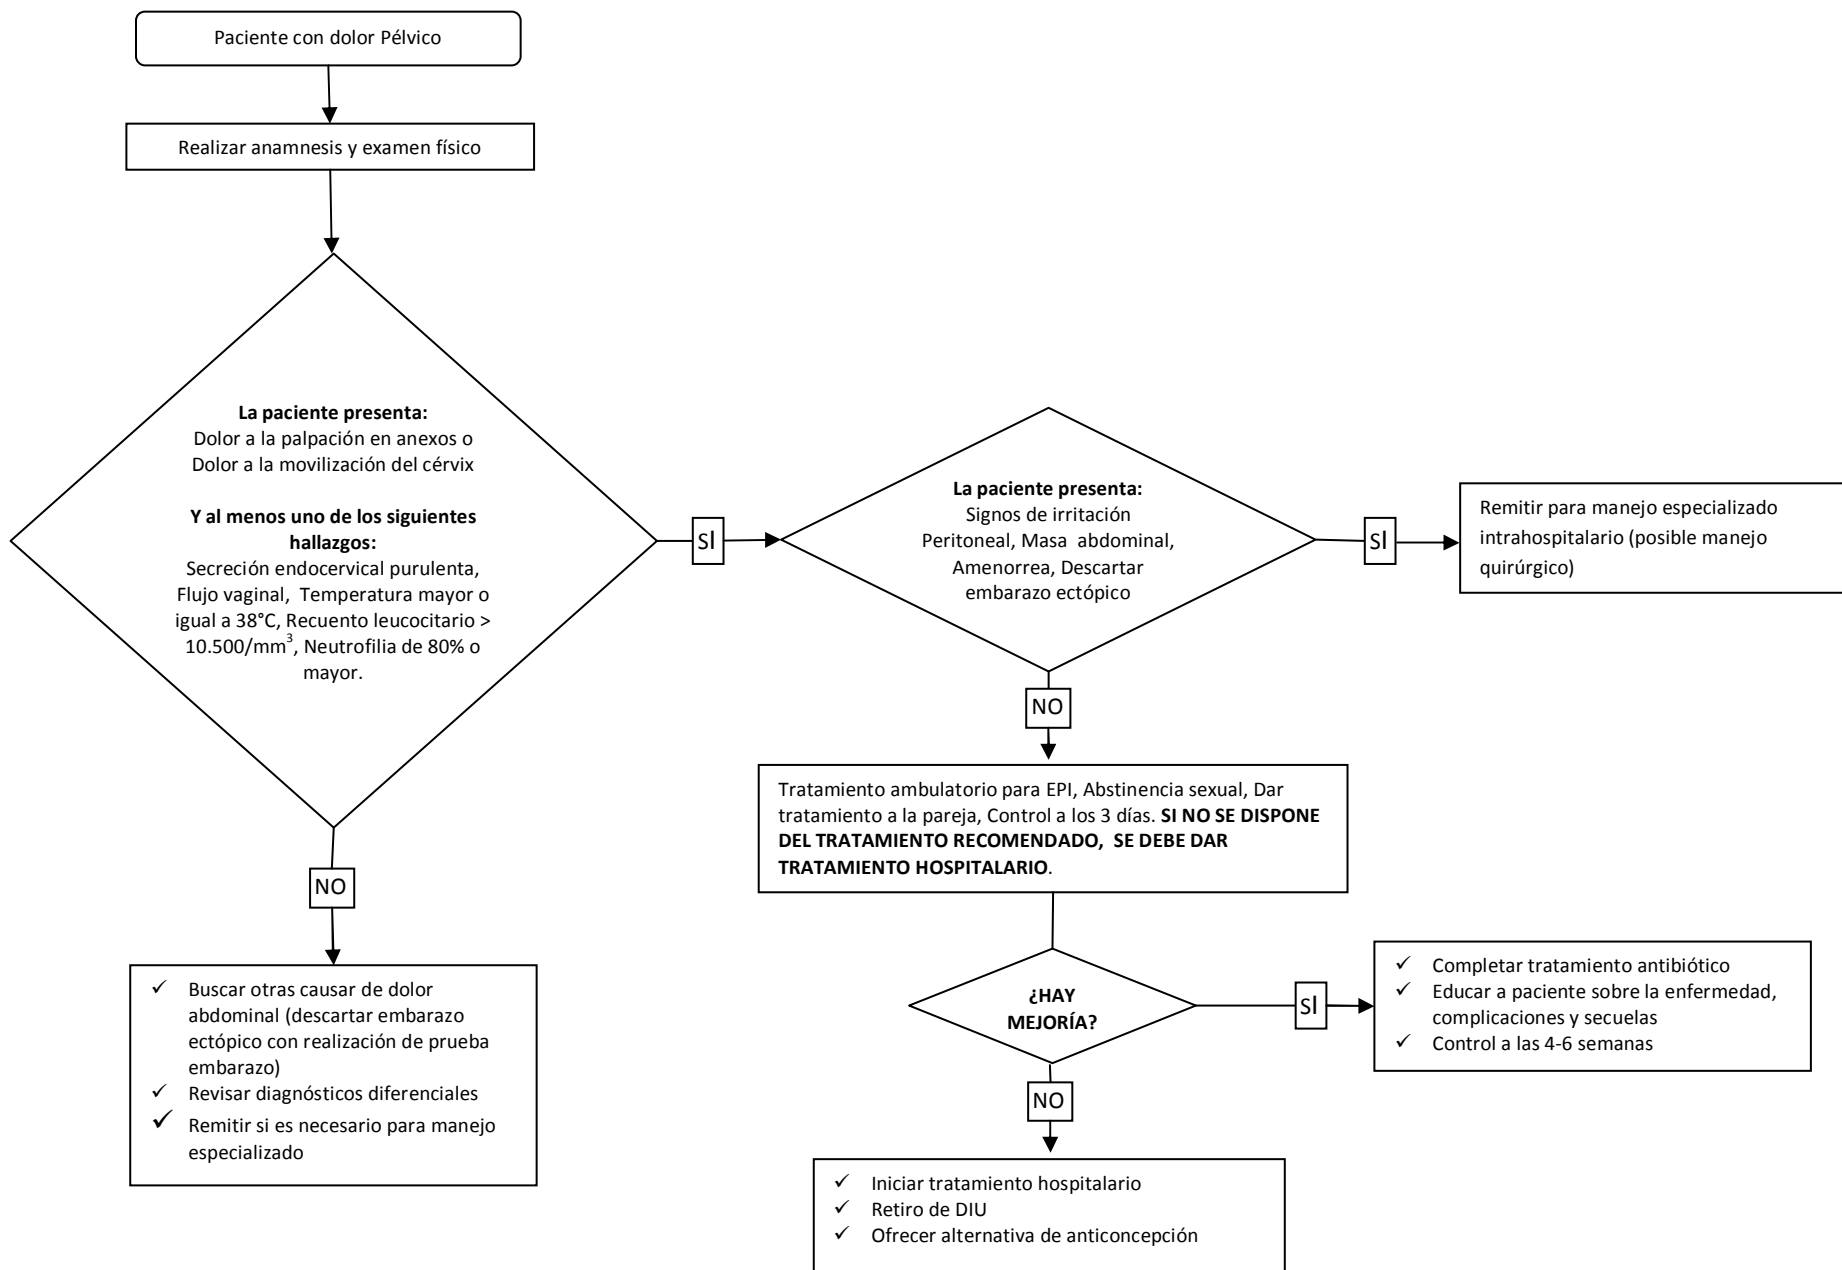 Paciente con dolor Pélvico
Realizar anamnesis y examen físico
La paciente presenta:
Dolor a la palpación en anexos o
Dolor a la movilización del cérvix
Y al menos uno de los siguientes
hallazgos:
Secreción endocervical purulenta,
Flujo vaginal, Temperatura mayor o
igual a 38°C, Recuento leucocitario >
10.500/mm³, Neutrofilia de 80% o
mayor.
SI
La paciente presenta:
Signos de irritación
Peritoneal, Masa abdominal,
Amenorrea, Descartar
embarazo ectópico
SI
Remitir para manejo especializado
intrahospitalario (posible manejo
quirúrgico)
NO
Tratamiento ambulatorio para EPI, Abstinencia sexual, Dar
tratamiento a la pareja, Control a los 3 días. SI NO SE DISPONE
DEL TRATAMIENTO RECOMENDADO, SE DEBE DAR
TRATAMIENTO HOSPITALARIO.
NO
✓ Buscar otras causar de dolor
abdominal (descartar embarazo
ectópico con realización de prueba
embarazo)
✓ Revisar diagnósticos diferenciales
✓ Remitir si es necesario para manejo
especializado
¿HAY
MEJORÍA?
SI
✓ Completar tratamiento antibiótico
✓ Educar a paciente sobre la enfermedad,
complicaciones y secuelas
✓ Control a las 4-6 semanas
NO
✓ Iniciar tratamiento hospitalario
✓ Retiro de DIU
✓ Ofrecer alternativa de anticoncepción